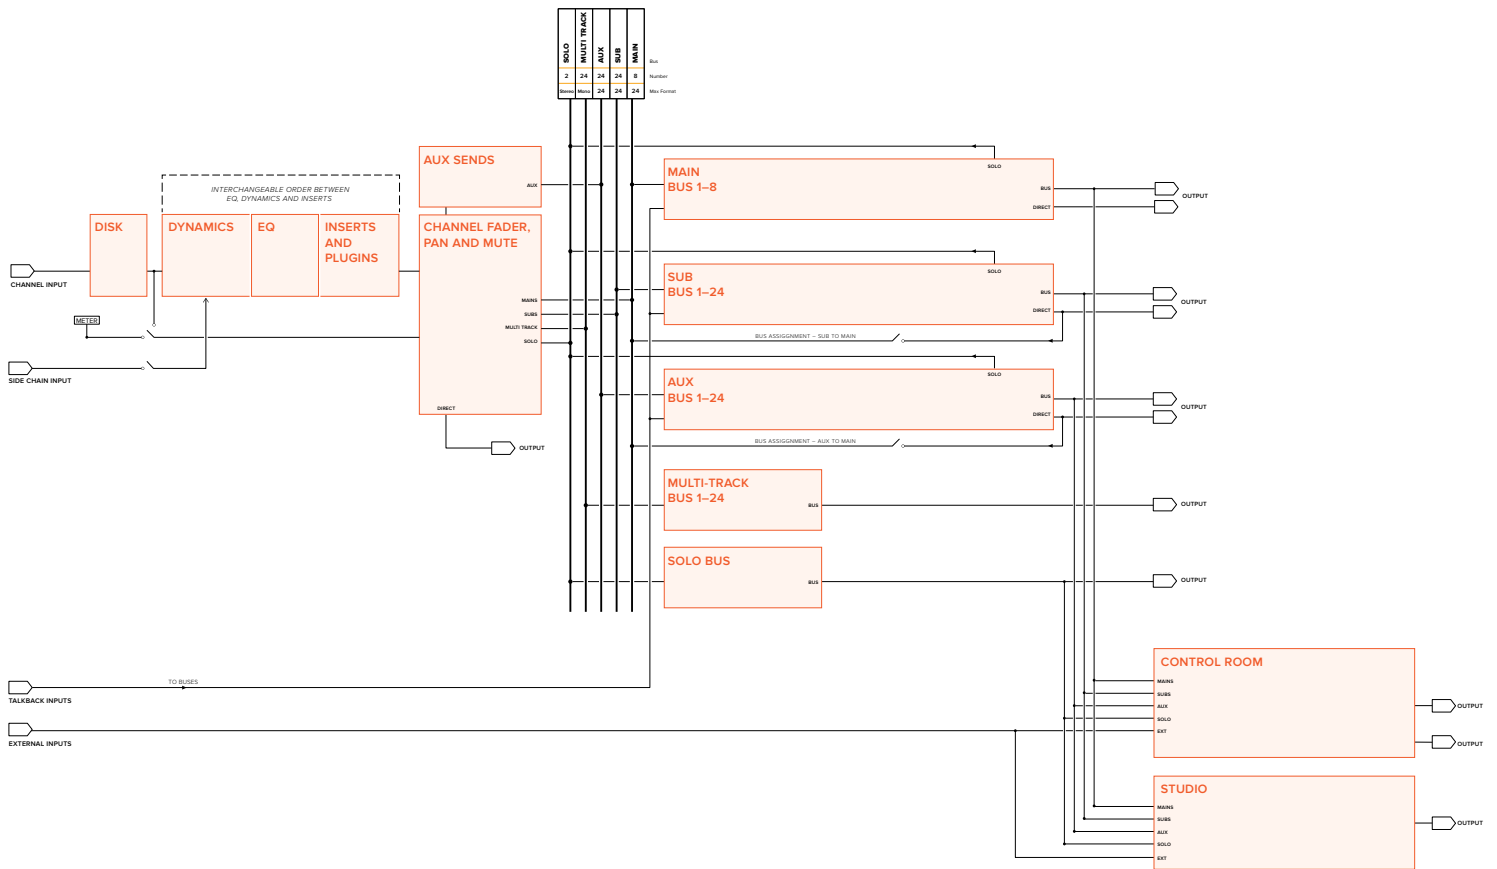 SOLO
MULTI TRACK
AUX
SUB
MAIN
Bus
2
24
24
24
8
Number
Stereo
Mono
24
24
24
Max Format
AUX SENDS
AUX
INTERCHANGEABLE ORDER BETWEEN
EQ, DYNAMICS AND INSERTS
DISK
DYNAMICS
EQ
INSERTS
AND
PLUGINS
CHANNEL FADER,
PAN AND MUTE
MAINS
SUBS
MULTI TRACK
SOLO
DIRECT
OUTPUT
CHANNEL INPUT
METER
SIDE CHAIN INPUT
SOLO
MAIN
BUS 1–8
BUS
DIRECT
OUTPUT
SOLO
SUB
BUS 1–24
BUS
DIRECT
OUTPUT
BUS ASSIGGNMENT – SUB TO MAIN
SOLO
AUX
BUS 1–24
BUS
DIRECT
OUTPUT
BUS ASSIGGNMENT – AUX TO MAIN
MULTI-TRACK
BUS 1–24
BUS
OUTPUT
SOLO BUS
BUS
OUTPUT
TO BUSES
TALKBACK INPUTS
EXTERNAL INPUTS
CONTROL ROOM
MAINS
SUBS
AUX
SOLO
EXT
OUTPUT
OUTPUT
STUDIO
MAINS
SUBS
AUX
SOLO
EXT
OUTPUT